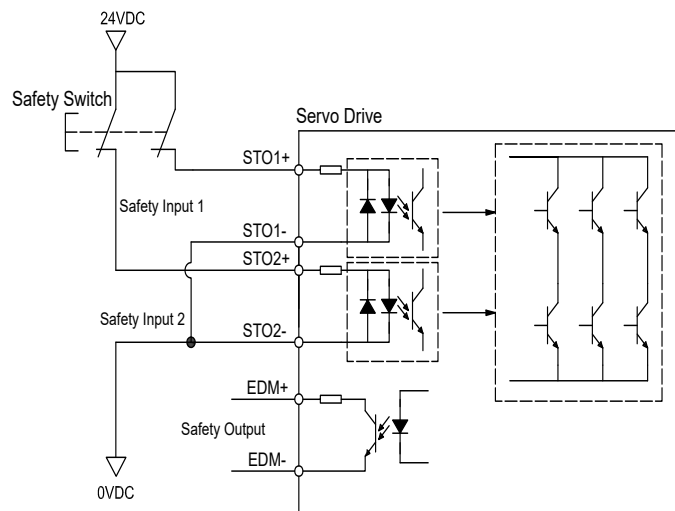 24VDC
Safety Switch
Servo Drive
STO1+
Safety Input 1
STO1-
STO2+
Safety Input 2
STO2-
EDM+
Safety Output
EDM-
0VDC